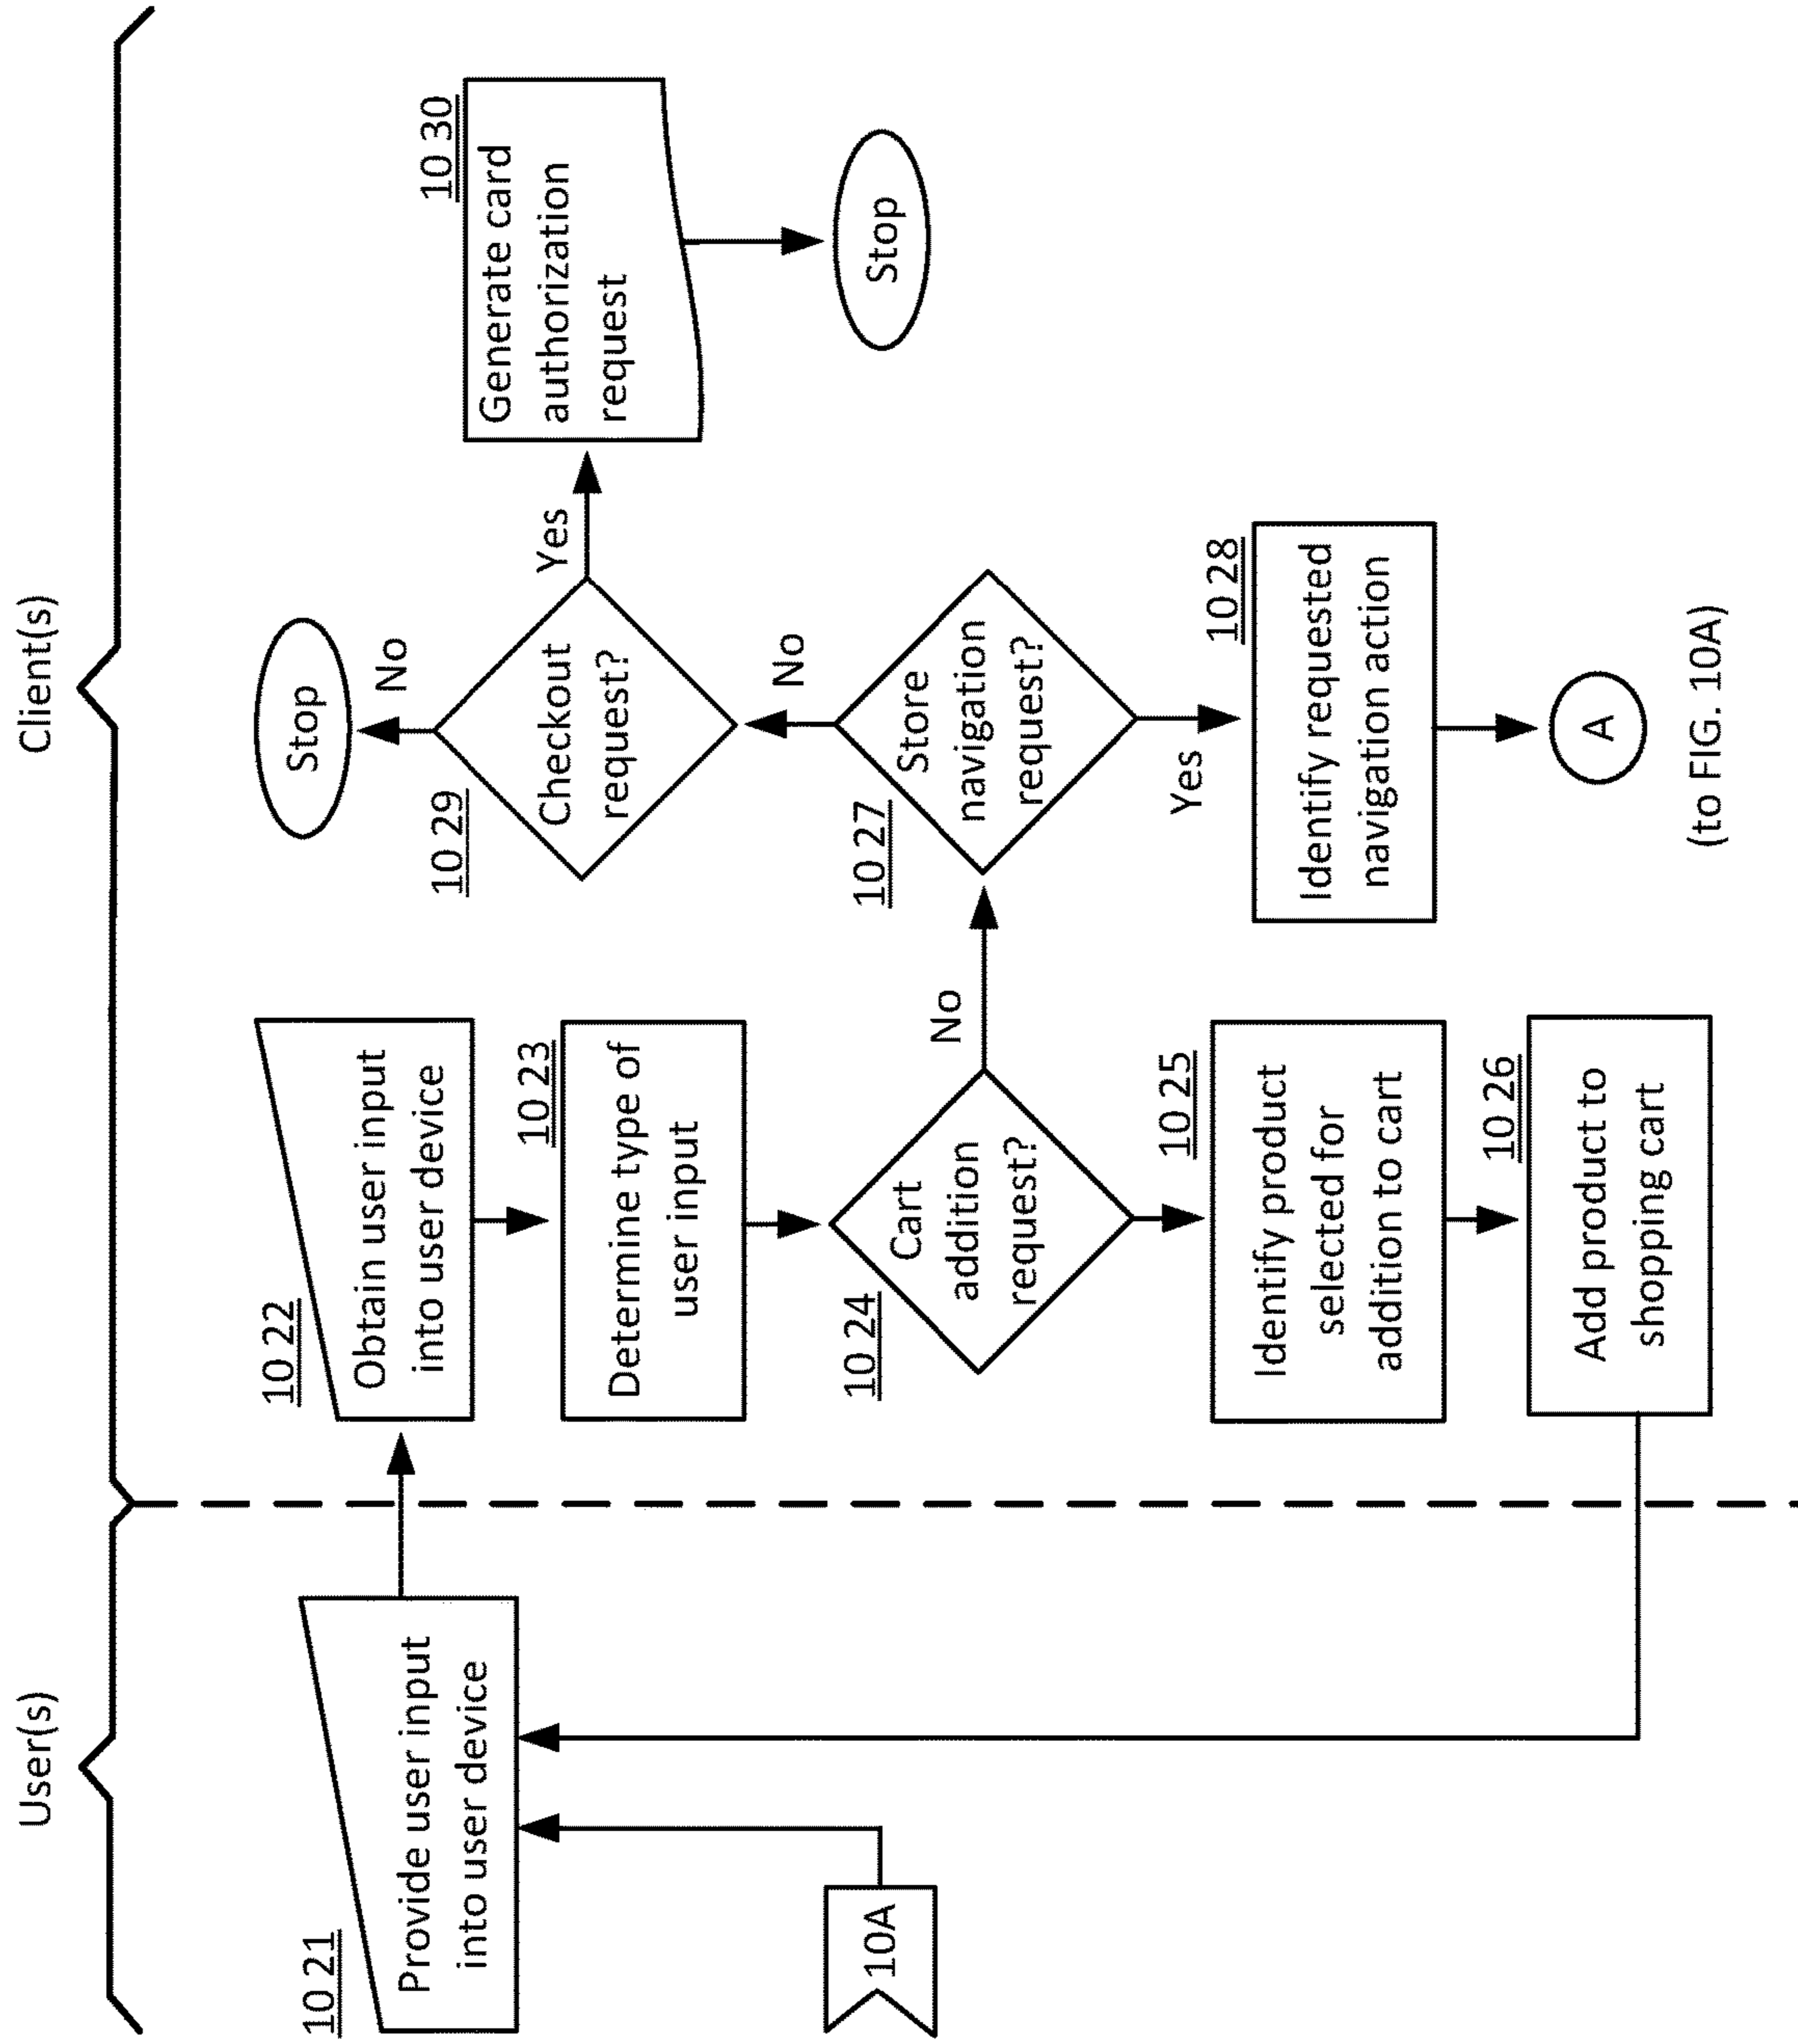 User(s)
Client(s)
10 21
Provide user input
into user device
10A
10 22
Obtain user input
into user device
10 23
Determine type of
user input
10 24
Cart
addition
request?
No
10 25
Identify product
selected for
addition to cart
10 26
Add product to
shopping cart
10 27
Store
navigation
request?
No
Yes
10 28
Identify requested
navigation action
A
(to FIG. 10A)
10 29
Checkout
request?
No
Stop
Yes
10 30
Generate card
authorization
request
Stop